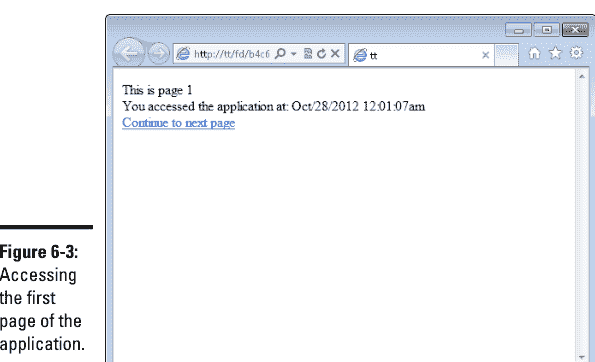 http://tt/fd/b4c6
tt
This is page 1
You accessed the application at: Oct/28/2012 12:01:07am
Continue to next page
Figure 6-3:
Accessing
the first
page of the
application.